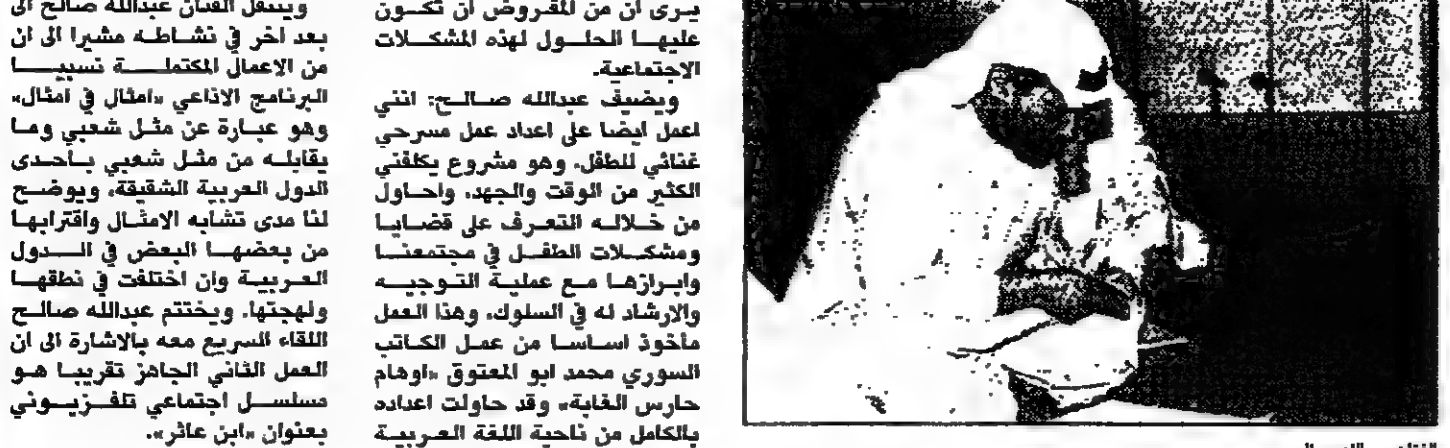 يرى ان من المفروض ان تكون
عليها الحلول لهذه المشكلات
الاجتماعية.
ويضيف عبدالله صالح: انني
اعمل ايضا على اعداد عمل مسرحي
غنائي للطفل، وهو مشروع يكلفني
الكثير من الوقت والجهد، واحاول
من خلاله التعرف على قضايا
ومشكلات الطفل في مجتمعنا
وابرازها مع عملية التوجيه
والارشاد له في السلوك، وهذا العمل
مأخوذ اساسا من عمل الكاتب
السوري محمد ابو المعتوق «اوهام
حارس الغابة» وقد حاولت اعداده
بالكامل من ناحية اللغة العربية
وينتقل الفنان عبدالله صالح الى
بعد اخر في نشاطه مشيرا الى ان
من الاعمال المكتملة نسبيا
البرنامج الاذاعي «امثال في امثال»
وهو عبارة عن مثل شعبي وما
يقابله من مثل شعبي بأحدى
الدول العربية الشقيقة، ويوضح
لنا مدى تشابه الامثال واقترابها
من بعضها البعض في الدول
العربية وان اختلفت في نطقها
ولهجتها. ويختتم عبدالله صالح
اللقاء السريع معه بالاشارة الى ان
العمل الثاني الجاهز تقريبا هو
مسلسل اجتماعي تلفزيوني
بعنوان «ابن عاثر».